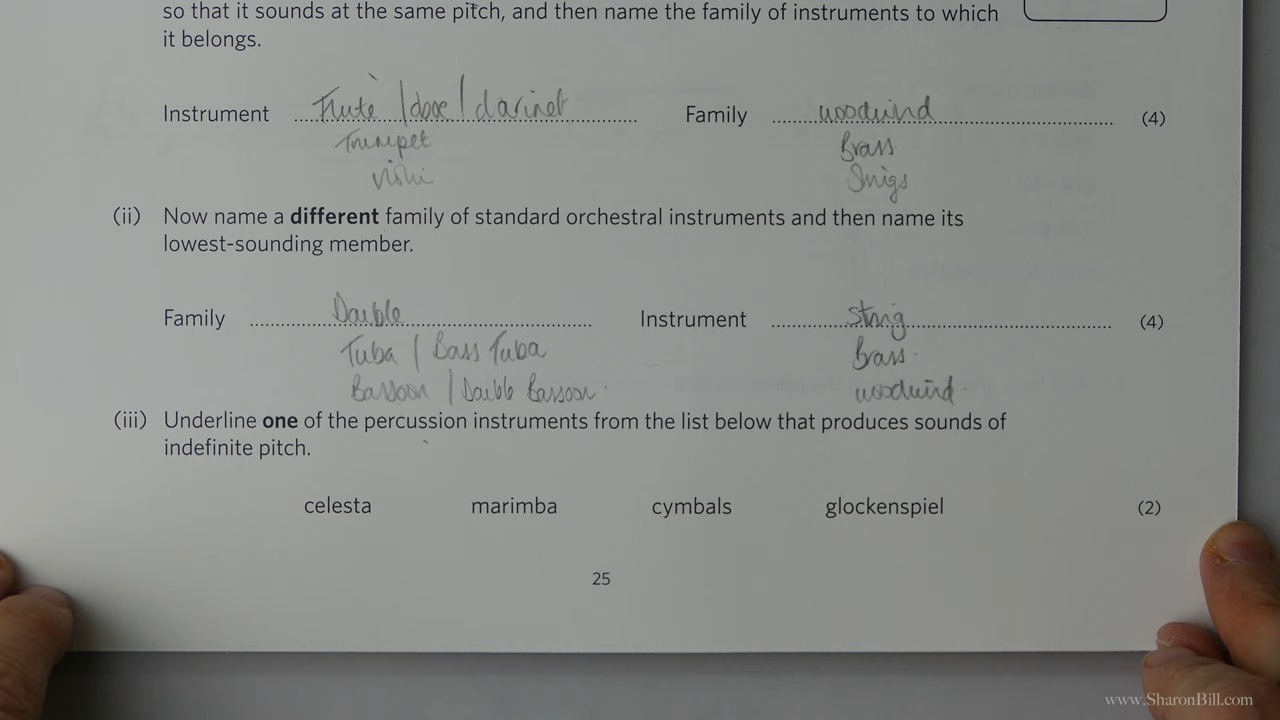 so that it sounds at the same pitch, and then name the family of instruments to which
it belongs.
Instrument Flute / oboe / clarinet Family woodwind (4)
Trumpet Brass
Stings
(ii) Now name a different family of standard orchestral instruments and then name its
lowest-sounding member.
Family Double Instrument String (4)
Tuba / Bass Tuba Brass
Bassoon / Double Bassoon woodwind
(iii) Underline one of the percussion instruments from the list below that produces sounds of
indefinite pitch.
celesta marimba cymbals glockenspiel (2)
25
www.SharonBill.com